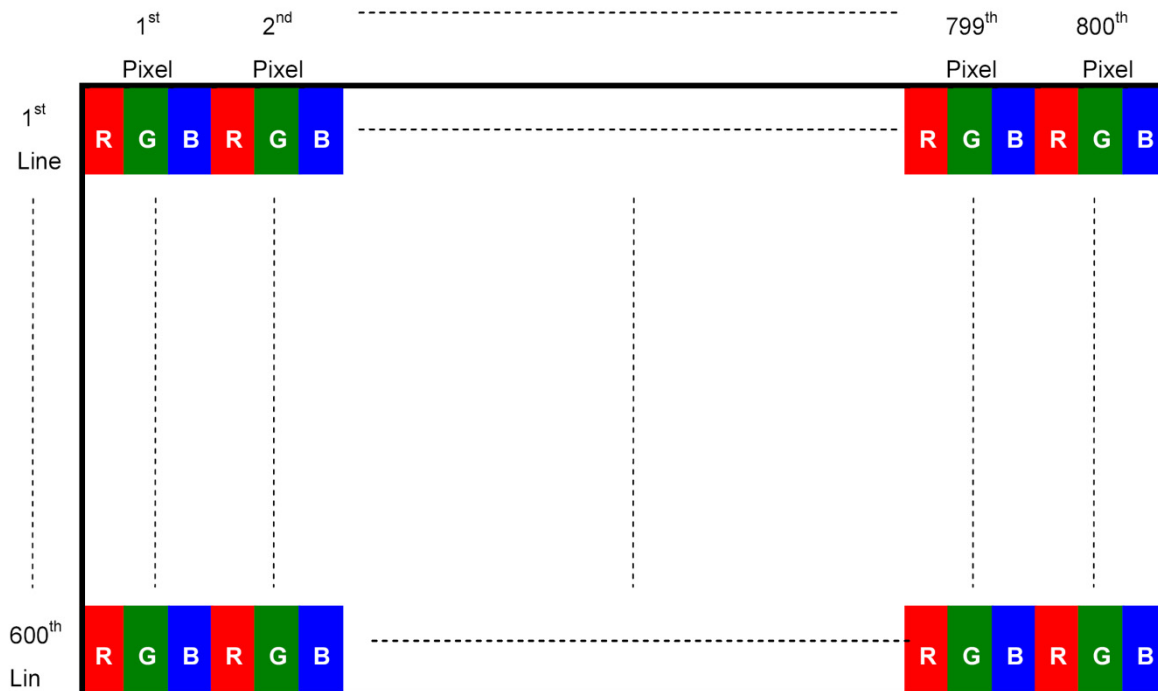 1st 2nd 799th 800th
Pixel Pixel Pixel Pixel
1st
Line
R G B R G B R G B R G B
600th
Lin
R G B R G B R G B R G B